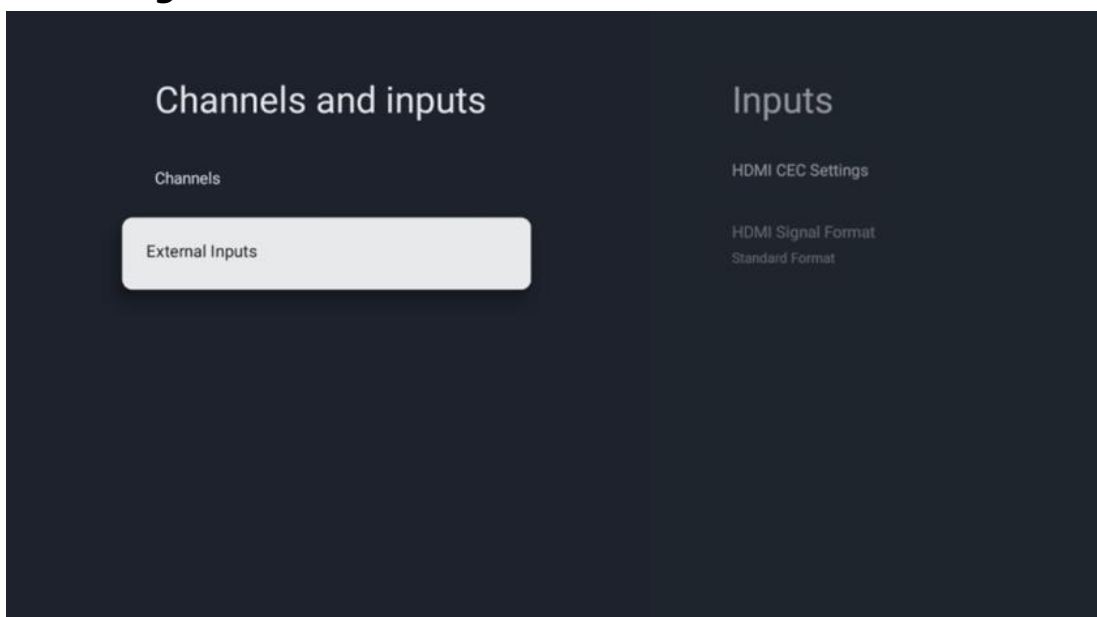 Channels and inputs
Channels
External Inputs
Inputs
HDMI CEC Settings
HDMI Signal Format
Standard Format